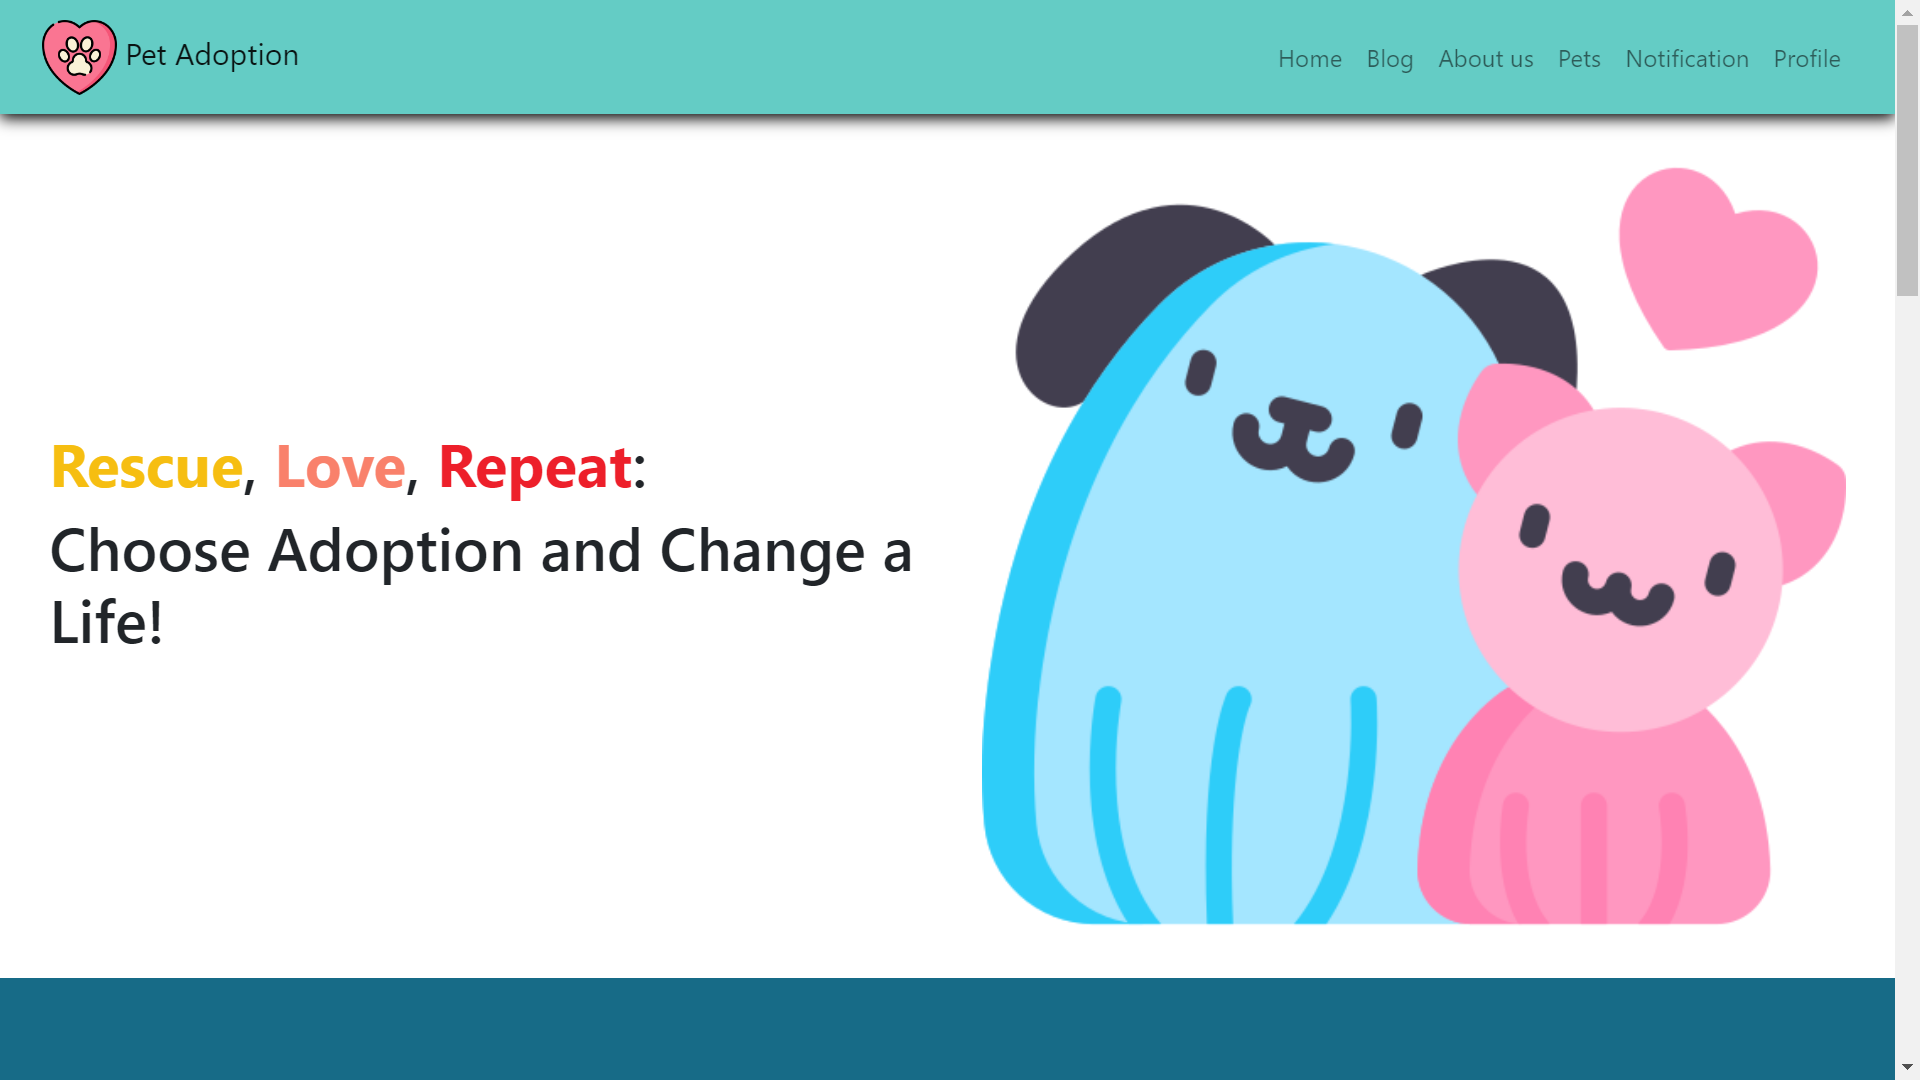 Pet Adoption
Home Blog About us Pets Notification Profile
Rescue, Love, Repeat:
Choose Adoption and Change a
Life!